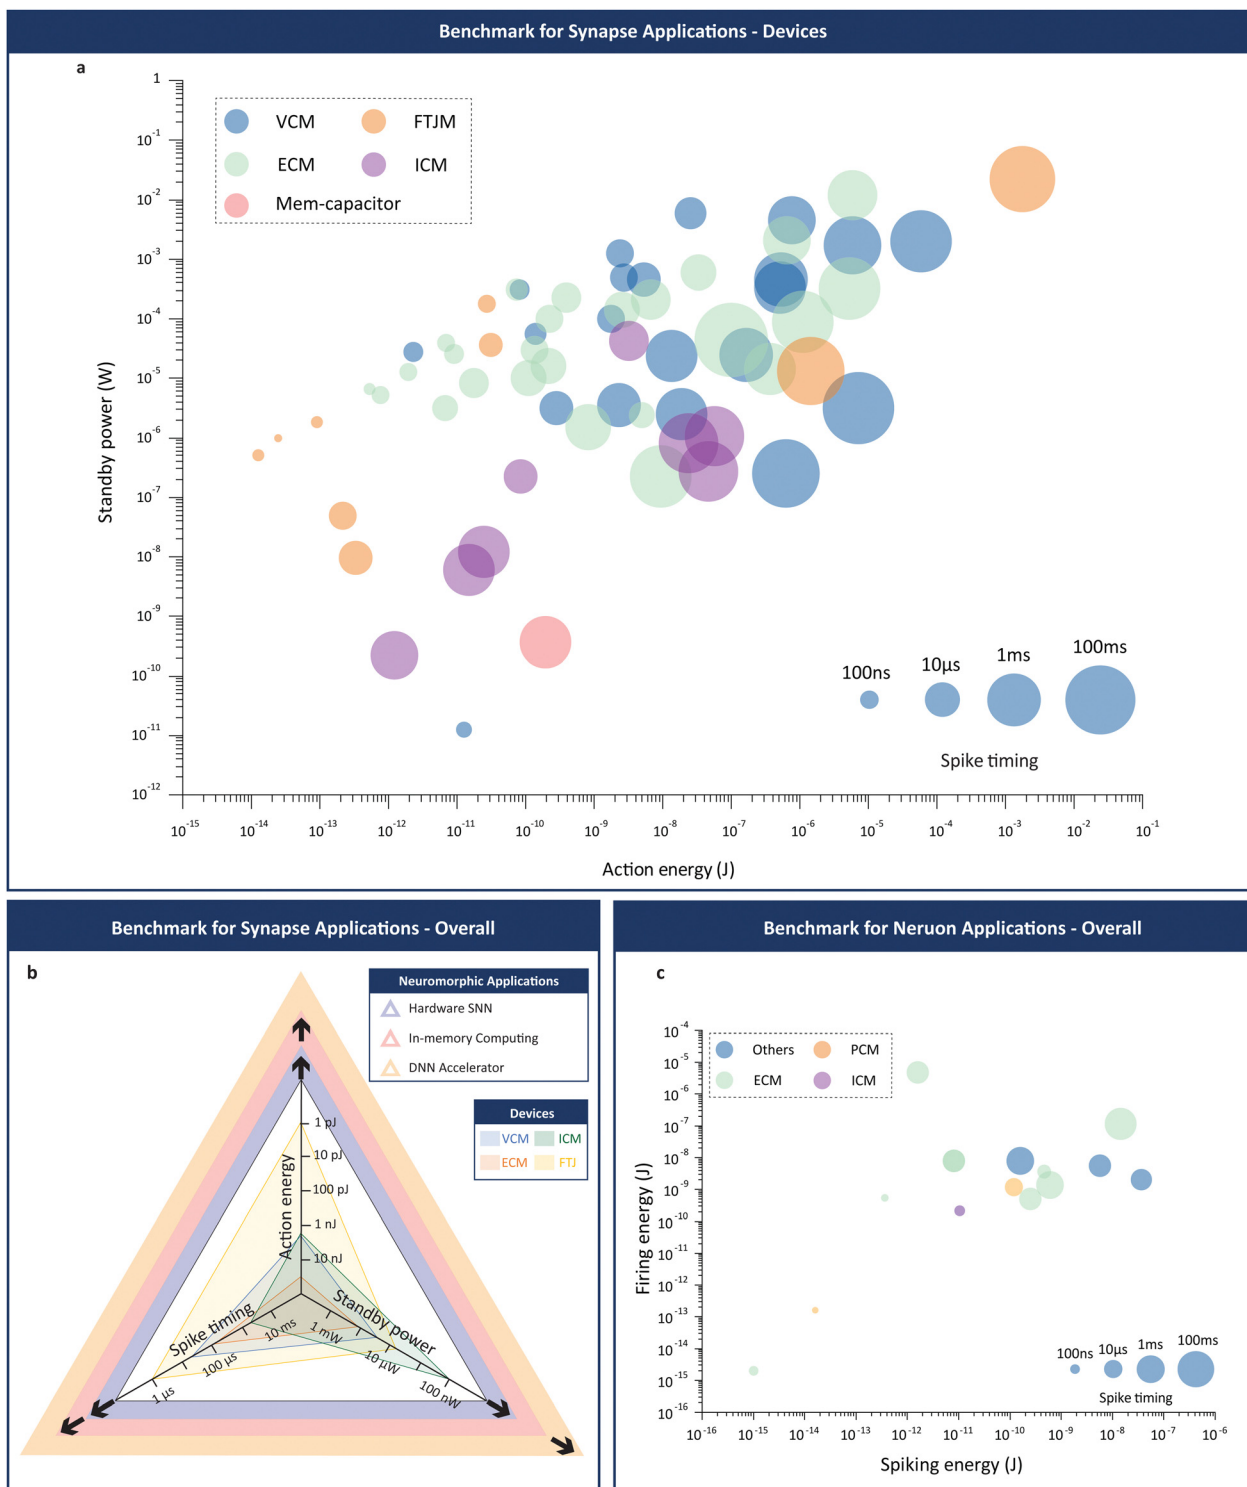 Benchmark for Synapse Applications - Devices
a
VCM
FTJM
ECM
ICM
Mem-capacitor
1
10⁻¹
10⁻²
10⁻³
10⁻⁴
10⁻⁵
10⁻⁶
10⁻⁷
10⁻⁸
10⁻⁹
10⁻¹⁰
10⁻¹¹
10⁻¹²
Standby power (W)
100ns
10μs
1ms
100ms
Spike timing
10⁻¹⁵ 10⁻¹⁴ 10⁻¹³ 10⁻¹² 10⁻¹¹ 10⁻¹⁰ 10⁻⁹ 10⁻⁸ 10⁻⁷ 10⁻⁶ 10⁻⁵ 10⁻⁴ 10⁻³ 10⁻² 10⁻¹
Action energy (J)
Benchmark for Synapse Applications - Overall
b
Neuromorphic Applications
Hardware SNN
In-memory Computing
DNN Accelerator
Devices
VCM
ICM
ECM
FTJ
1 pJ
10 pJ
100 pJ
1 nJ
10 nJ
Action energy
Spike timing
10 ms
100 μs
1 μs
Standby power
1 mW
10 μW
100 nW
Benchmark for Neruon Applications - Overall
c
Others
PCM
ECM
ICM
10⁻⁴
10⁻⁵
10⁻⁶
10⁻⁷
10⁻⁸
10⁻⁹
10⁻¹⁰
10⁻¹¹
10⁻¹²
10⁻¹³
10⁻¹⁴
10⁻¹⁵
10⁻¹⁶
Firing energy (J)
100ns
10μs
1ms
100ms
Spike timing
10⁻¹⁶ 10⁻¹⁵ 10⁻¹⁴ 10⁻¹³ 10⁻¹² 10⁻¹¹ 10⁻¹⁰ 10⁻⁹ 10⁻⁸ 10⁻⁷ 10⁻⁶
Spiking energy (J)